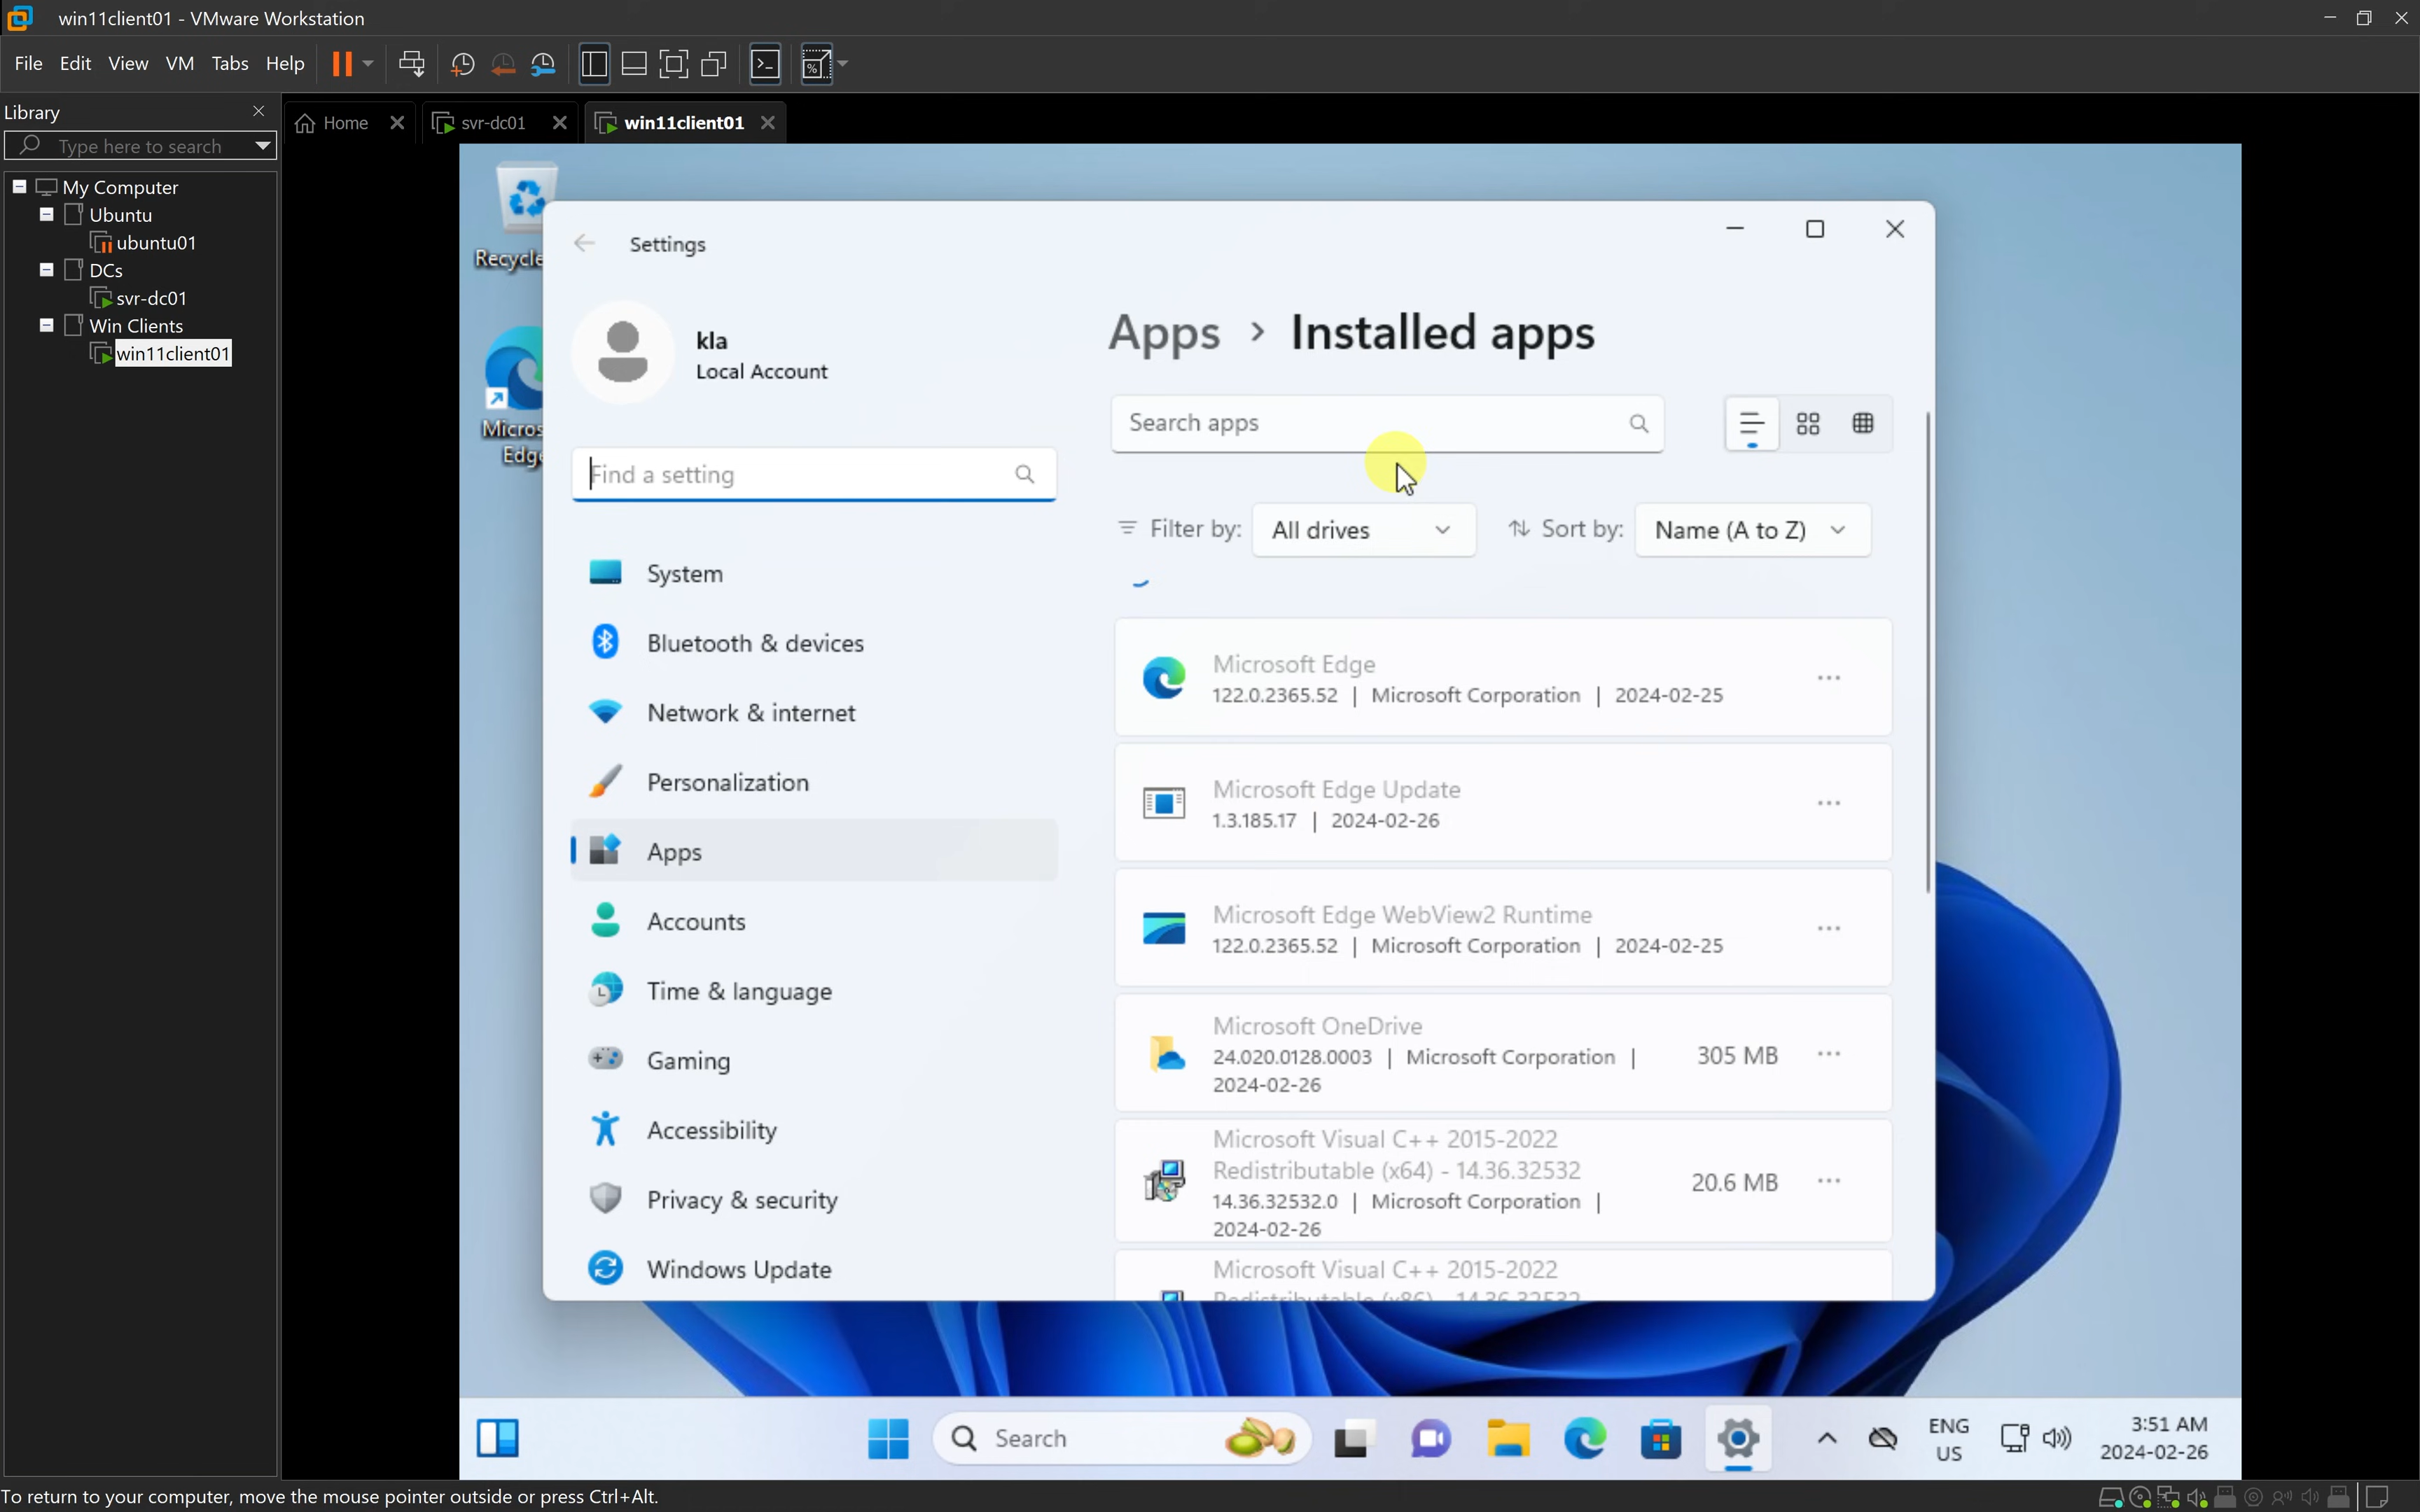 win11client01 - VMware Workstation
File Edit View VM Tabs Help
Library
Type here to search
My Computer
Ubuntu
ubuntu01
DCs
svr-dc01
Win Clients
win11client01
Home
svr-dc01
win11client01
Recycle
Micros
Edge
Settings
kla
Local Account
Find a setting
System
Bluetooth & devices
Network & internet
Personalization
Apps
Accounts
Time & language
Gaming
Accessibility
Privacy & security
Windows Update
Apps > Installed apps
Search apps
Filter by: All drives
Sort by: Name (A to Z)
Microsoft Edge
122.0.2365.52 | Microsoft Corporation | 2024-02-25
Microsoft Edge Update
1.3.185.17 | 2024-02-26
Microsoft Edge WebView2 Runtime
122.0.2365.52 | Microsoft Corporation | 2024-02-25
Microsoft OneDrive
24.020.0128.0003 | Microsoft Corporation |
2024-02-26
305 MB
Microsoft Visual C++ 2015-2022
Redistributable (x64) - 14.36.32532
14.36.32532.0 | Microsoft Corporation |
2024-02-26
20.6 MB
Microsoft Visual C++ 2015-2022
Redistributable (x86) - 14.36.32532
Search
ENG
US
3:51 AM
2024-02-26
To return to your computer, move the mouse pointer outside or press Ctrl+Alt.